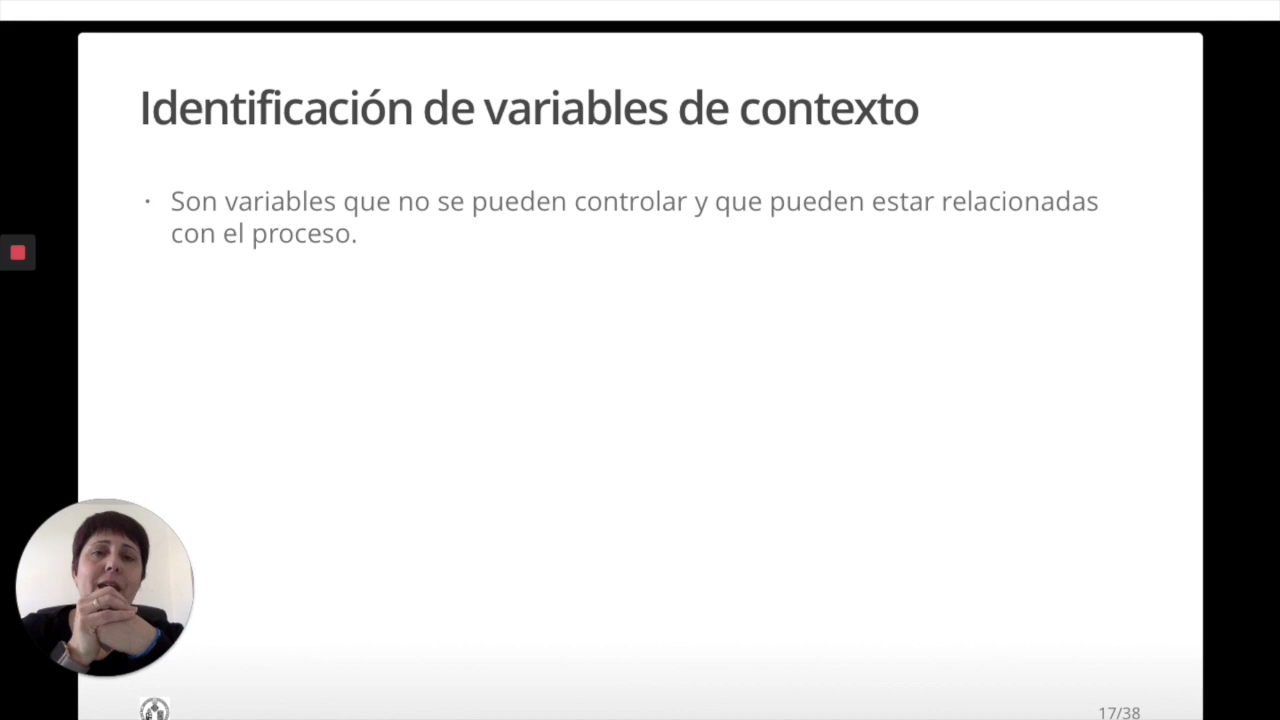 Identificación de variables de contexto
· Son variables que no se pueden controlar y que pueden estar relacionadas
con el proceso.
17/38